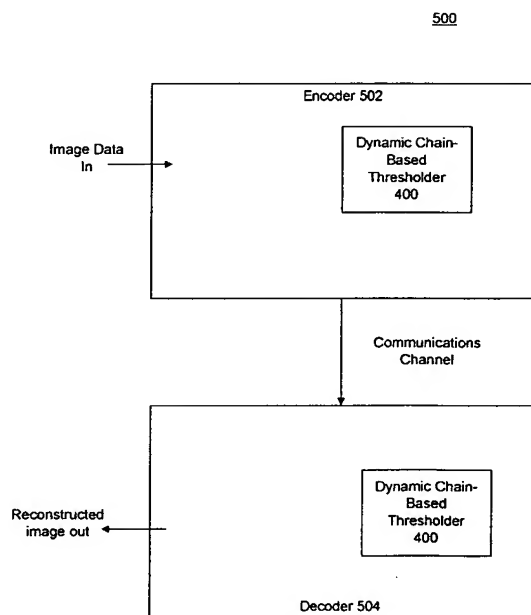 500
Encoder 502
Image Data
In
Dynamic Chain-
Based
Thresholder
400
Communications
Channel
Reconstructed
image out
Dynamic Chain-
Based
Thresholder
400
Decoder 504